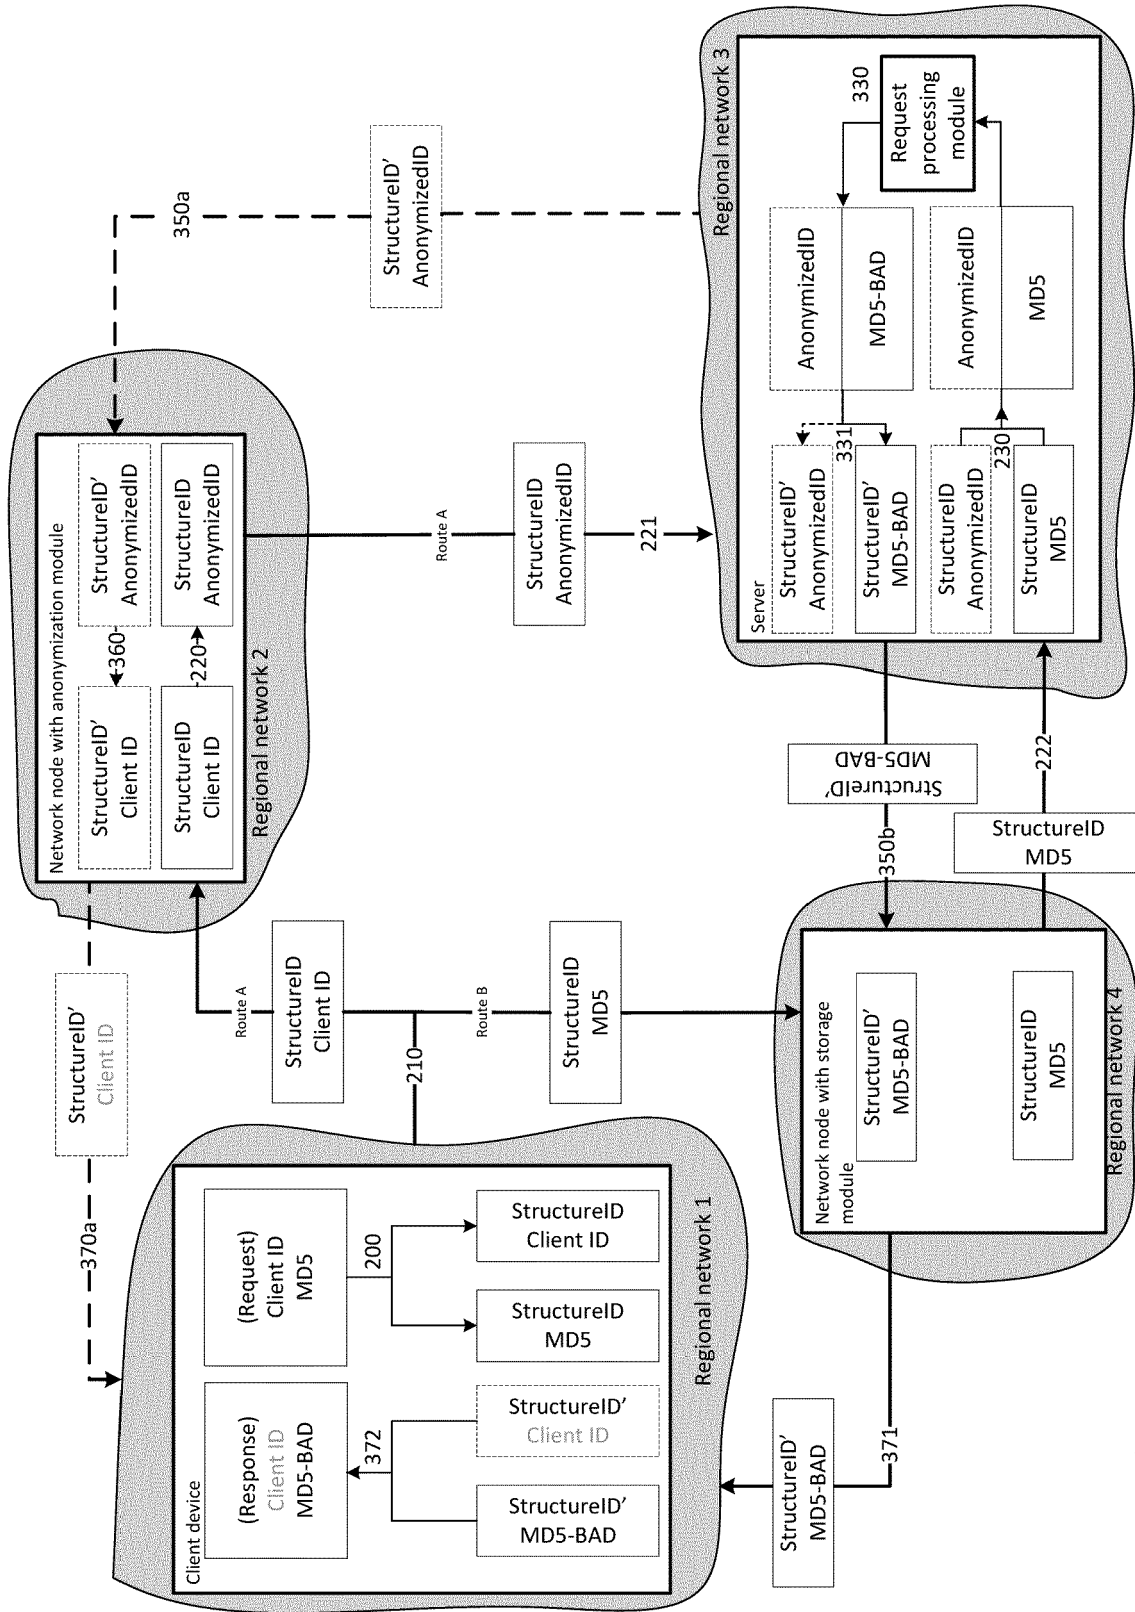 Client device
(Response)
Client ID
MD5-BAD
(Request)
Client ID
MD5
372
200
StructureID'
MD5-BAD
StructureID'
Client ID
StructureID
MD5
StructureID
Client ID
Regional network 1
370a
StructureID'
Client ID
210
Route A
StructureID
Client ID
Route B
StructureID
MD5
371
StructureID'
MD5-BAD
Network node with anonymization module
StructureID'
Client ID
360
StructureID'
AnonymizedID
StructureID
Client ID
220
StructureID
AnonymizedID
Regional network 2
350a
StructureID'
AnonymizedID
Route A
StructureID
AnonymizedID
221
Network node with storage
module
StructureID'
MD5-BAD
StructureID
MD5
Regional network 4
350b
StructureID'
MD5-BAD
StructureID
MD5
222
Regional network 3
Server
StructureID'
AnonymizedID
331
StructureID'
MD5-BAD
AnonymizedID
MD5-BAD
330
Request
processing
module
StructureID
AnonymizedID
230
StructureID
MD5
AnonymizedID
MD5